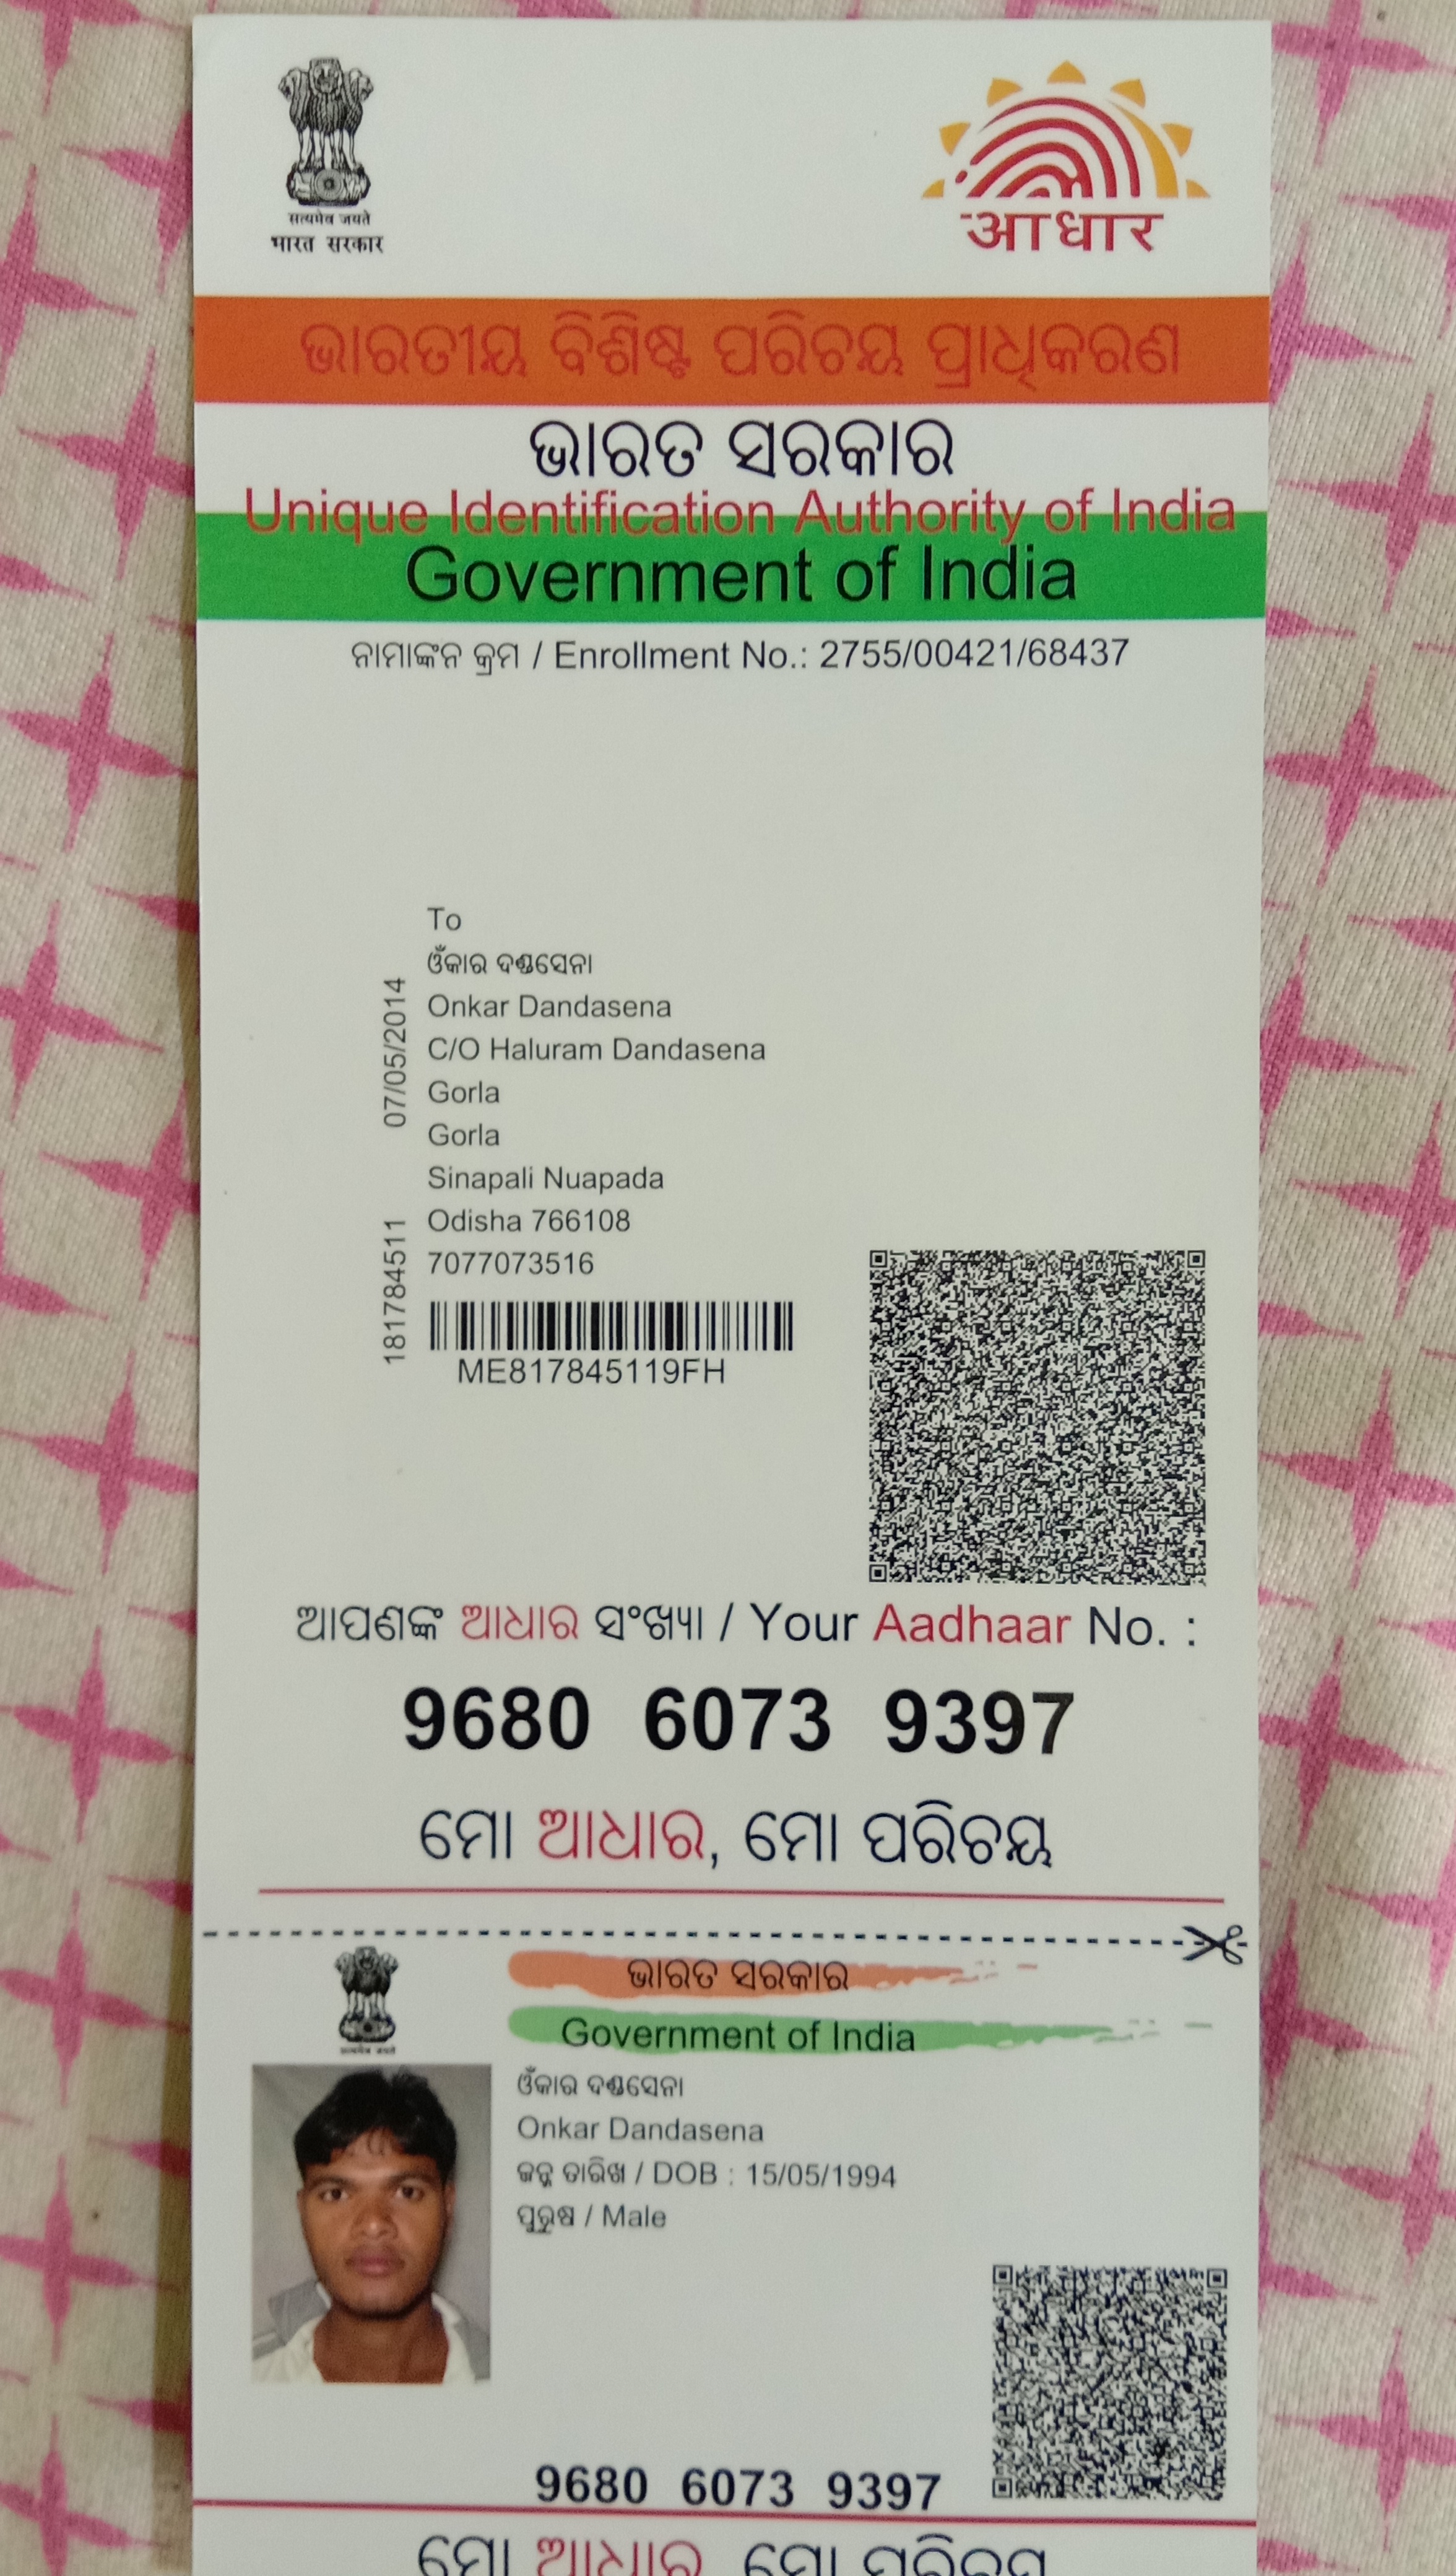 सत्यमेव जयते
भारत सरकार
आधार
ଭାରତୀୟ ବିଶିଷ୍ଟ ପରିଚୟ ପ୍ରାଧିକରଣ
ଭାରତ ସରକାର
Unique Identification Authority of India
Government of India
ନାମାଙ୍କନ କ୍ରମ / Enrollment No.: 2755/00421/68437
To
ଓଁକାର ଦଣ୍ଡସେନା
Onkar Dandasena
C/O Haluram Dandasena
Gorla
Gorla
Sinapali Nuapada
Odisha 766108
7077073516
181784511 07/05/2014
ME817845119FH
ଆପଣଙ୍କ ଆଧାର ସଂଖ୍ୟା / Your Aadhaar No. :
9680 6073 9397
ମୋ ଆଧାର, ମୋ ପରିଚୟ
ଭାରତ ସରକାର
Government of India
ଓଁକାର ଦଣ୍ଡସେନା
Onkar Dandasena
ଜନ୍ମ ତାରିଖ / DOB : 15/05/1994
ପୁରୁଷ / Male
9680 6073 9397
ମୋ ଆଧାର, ମୋ ପରିଚୟ